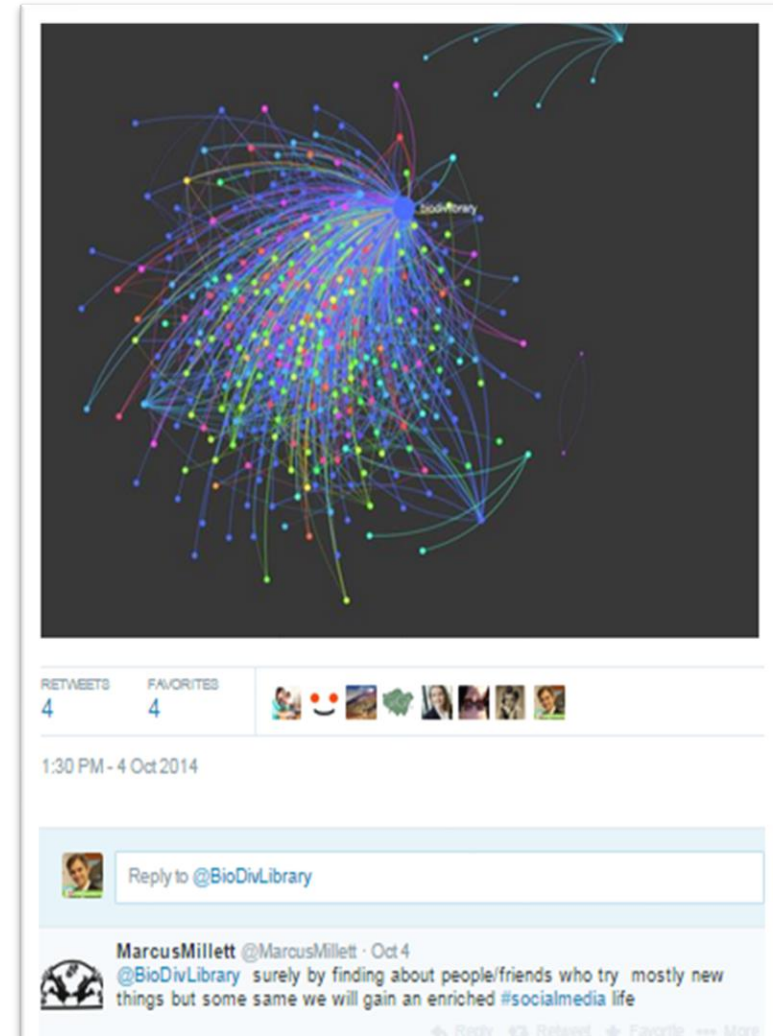 biodivlibrary
RETWEETS FAVORITES
4 4
1:30 PM - 4 Oct 2014
Reply to @BioDivLibrary
MarcusMillett @MarcusMillett · Oct 4
@BioDivLibrary surely by finding about people/friends who try mostly new
things but some same we will gain an enriched #socialmedia life
Reply Retweet Favorite More